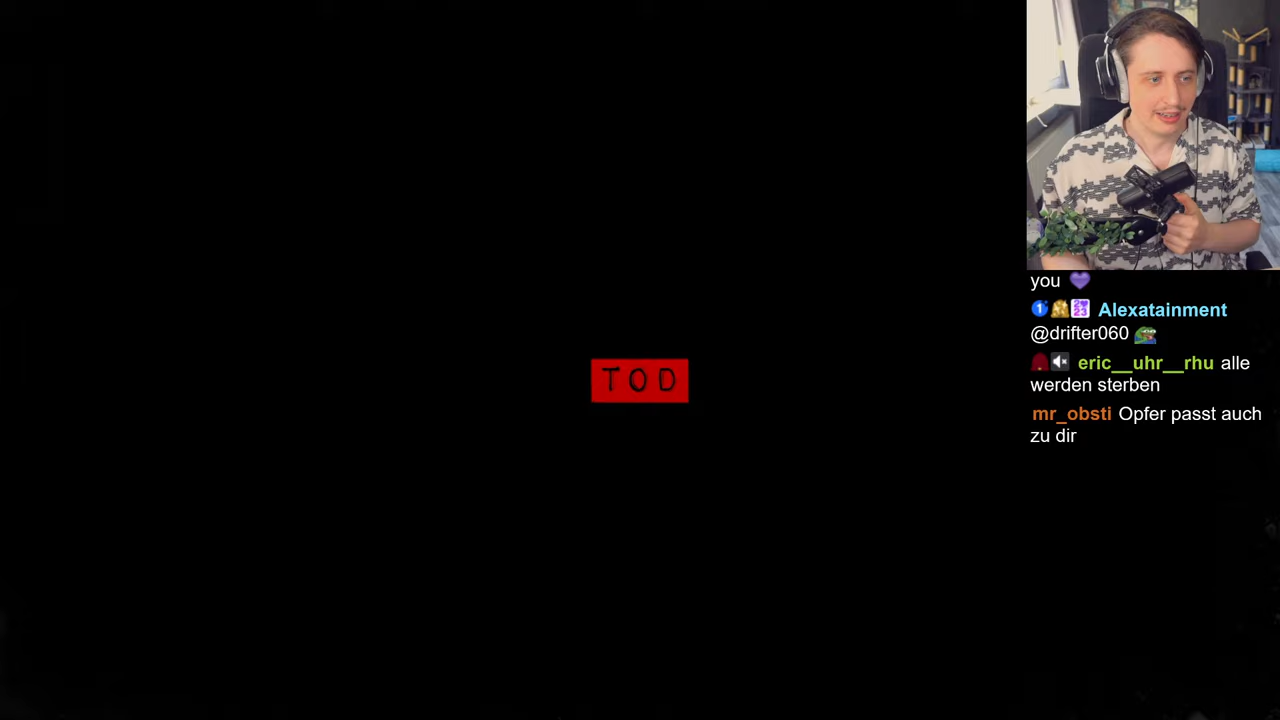 TOD
you
Alexatainment
@drifter060
eric__uhr__rhu alle
werden sterben
mr_obsti Opfer passt auch
zu dir